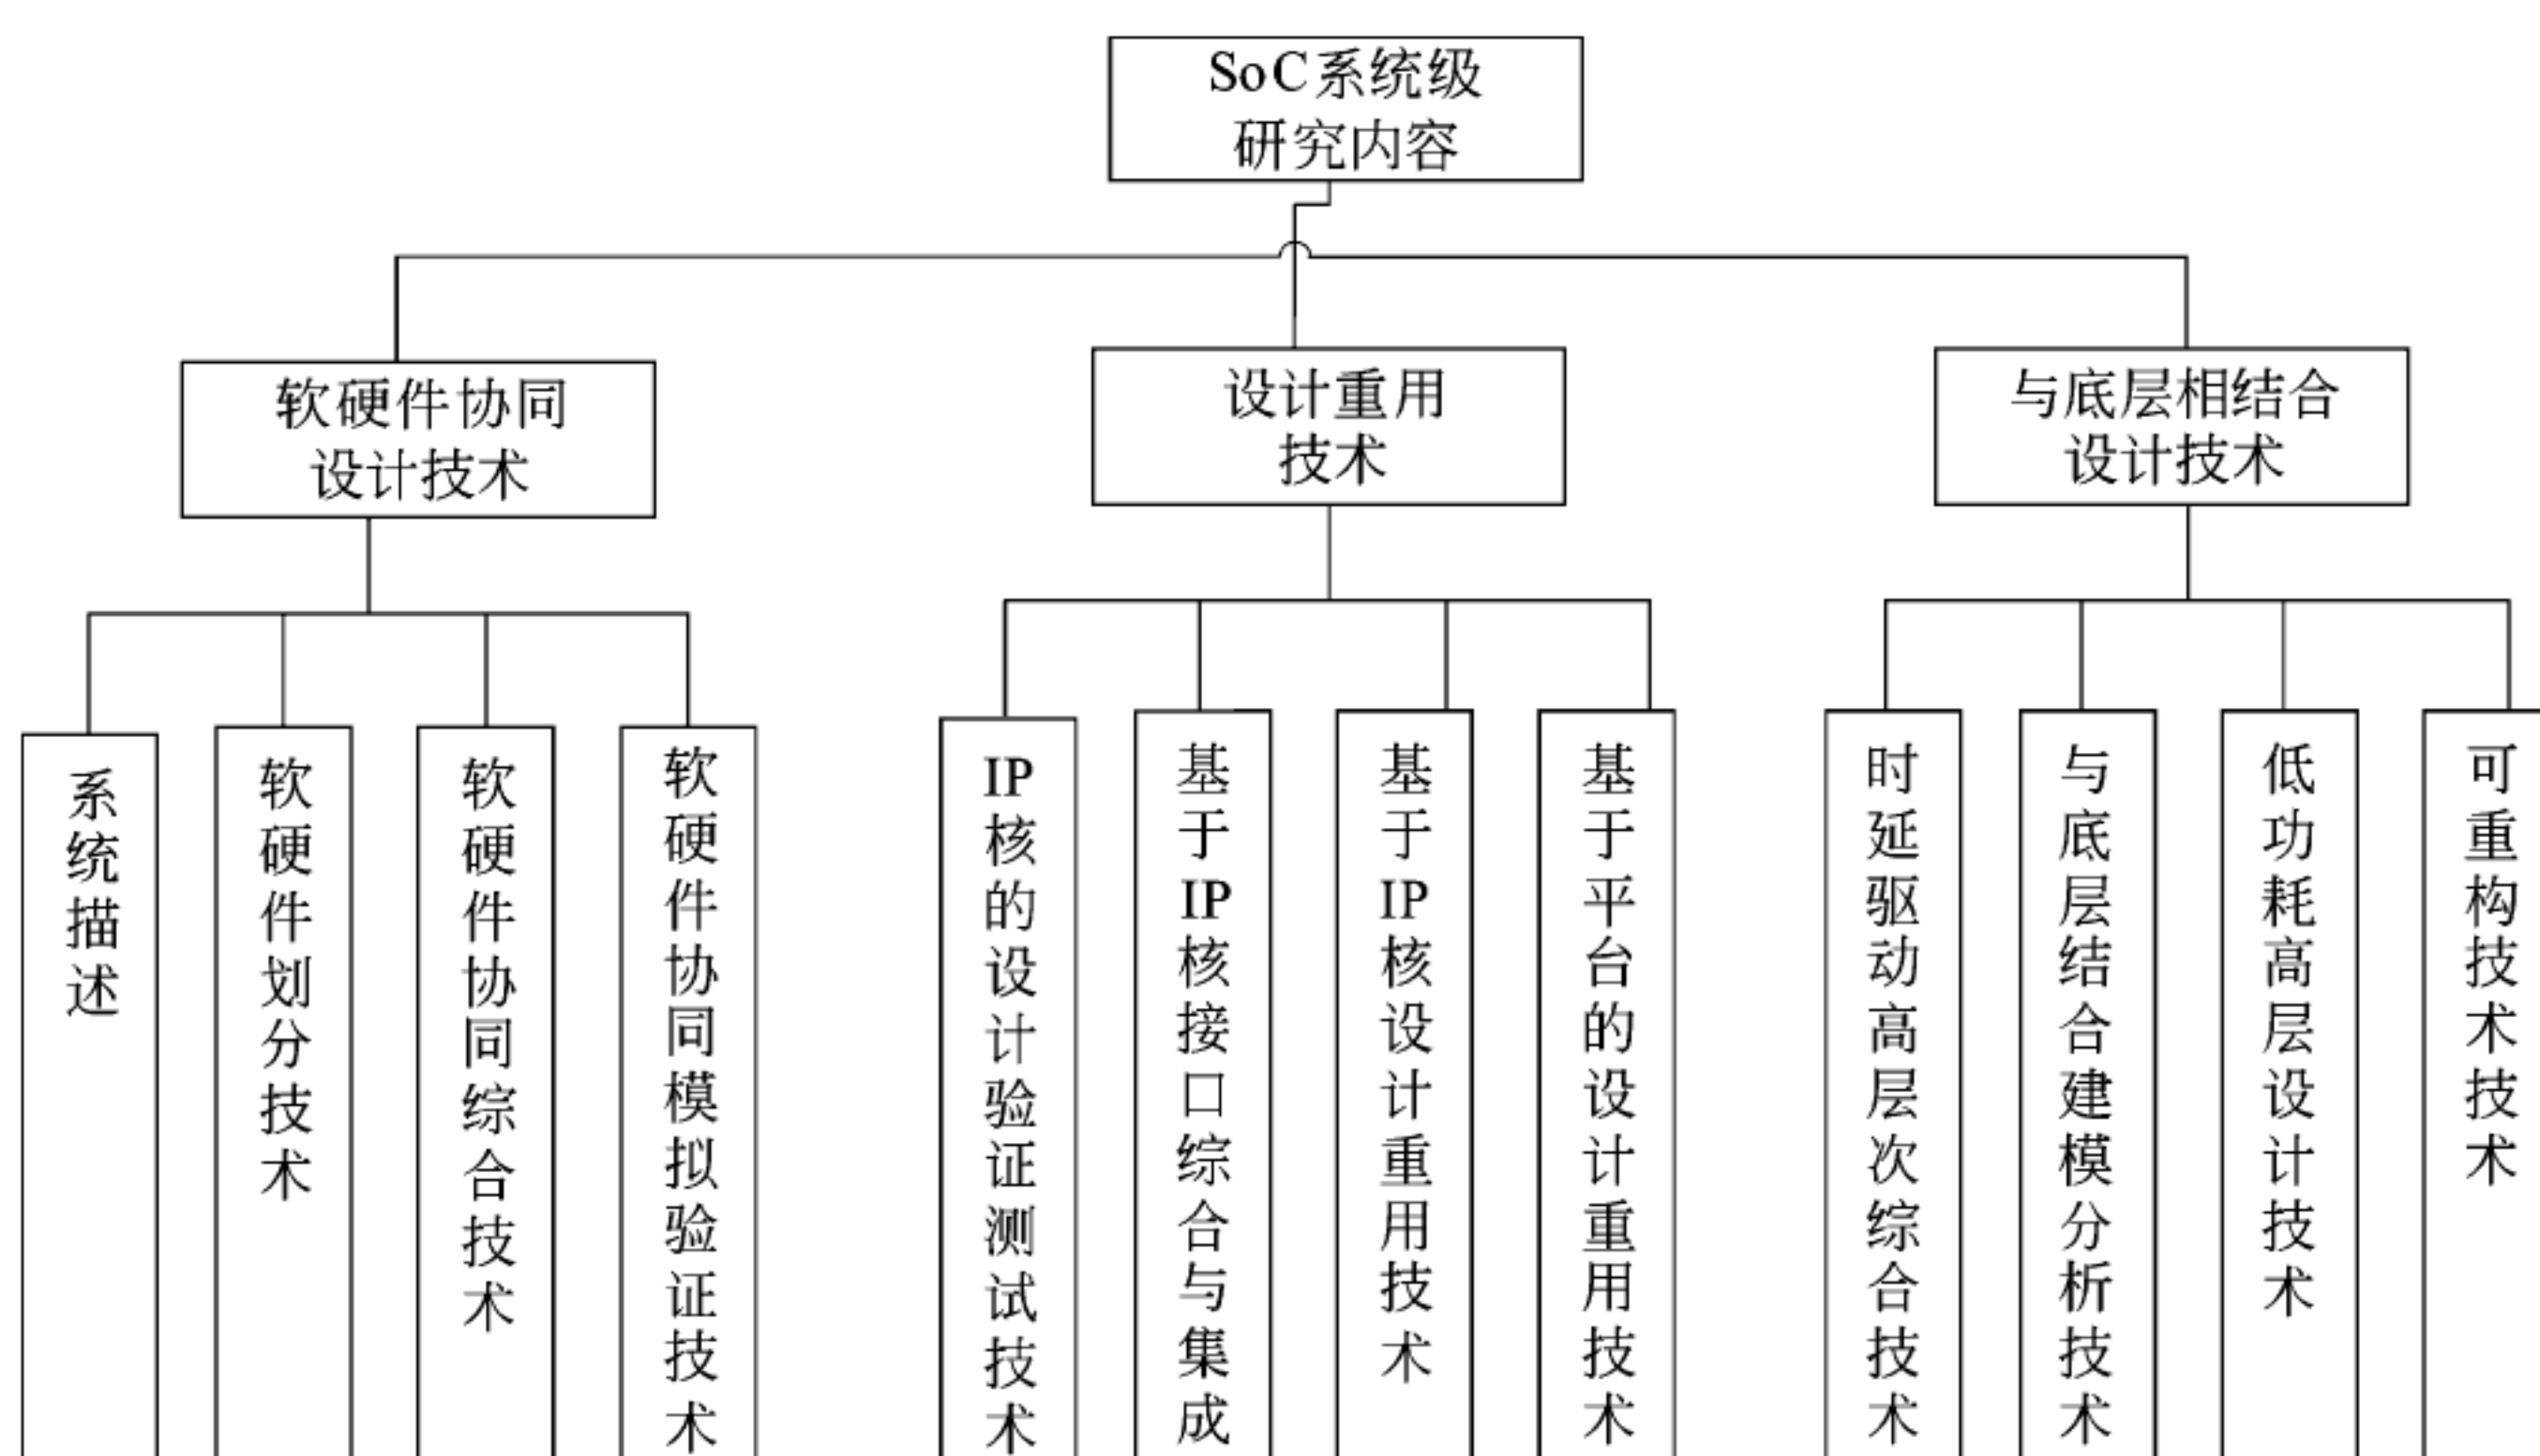 SoC系统级
研究内容
软硬件协同
设计技术
设计重用
技术
与底层相结合
设计技术
系统描述
软硬件划分技术
软硬件协同综合技术
软硬件协同模拟验证技术
IP核的设计验证测试技术
基于IP核接口综合与集成
基于IP核设计重用技术
基于平台的设计重用技术
时延驱动高层次综合技术
与底层结合建模分析技术
低功耗高层设计技术
可重构技术技术